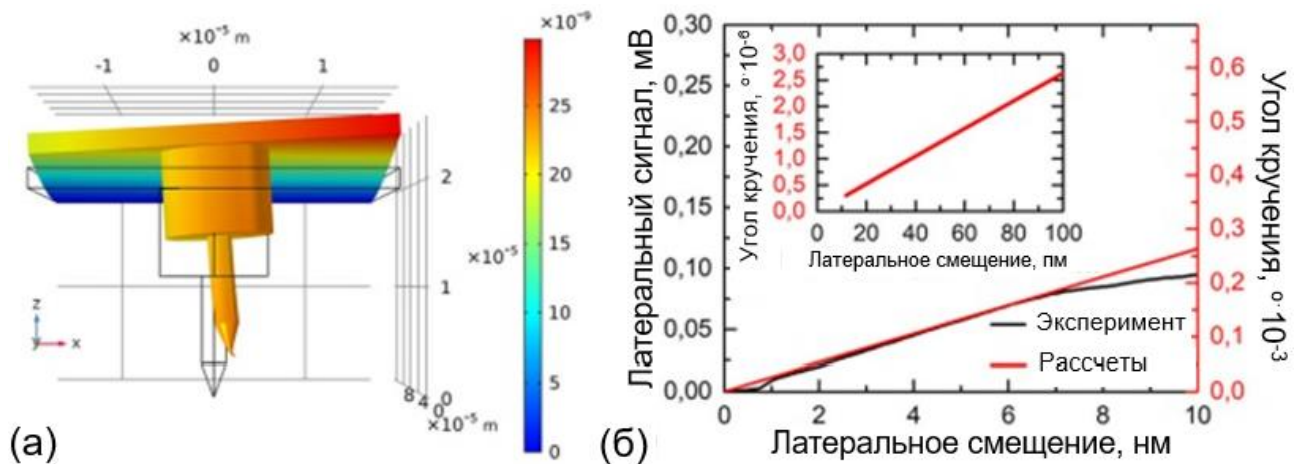 ×10⁻⁵ m
-1 0 1
×10⁻⁹
25
20
15
10
5
0
2
×10⁻⁵
1
0
8 4 0
×10⁻⁵ m
z
y x
(а)
Латеральный сигнал, мВ
0,30
0,25
0,20
0,15
0,10
0,05
0,00
Угол кручения, °·10⁻⁶
3,0
2,5
2,0
1,5
1,0
0,5
0,0
0 20 40 60 80 100
Латеральное смещение, пм
Эксперимент
Рассчеты
0,6
0,5
0,4
0,3
0,2
0,1
0,0
Угол кручения, °·10⁻³
0 2 4 6 8 10
(б) Латеральное смещение, нм